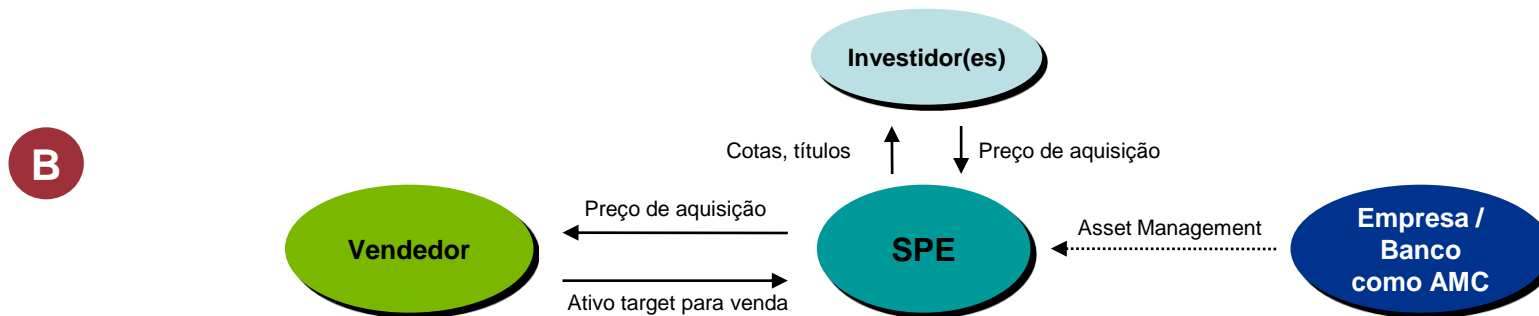 Investidor(es)
B
Cotas, títulos
Preço de aquisição
Preço de aquisição
Vendedor
SPE
Asset Management
Empresa /
Banco
como AMC
Ativo target para venda